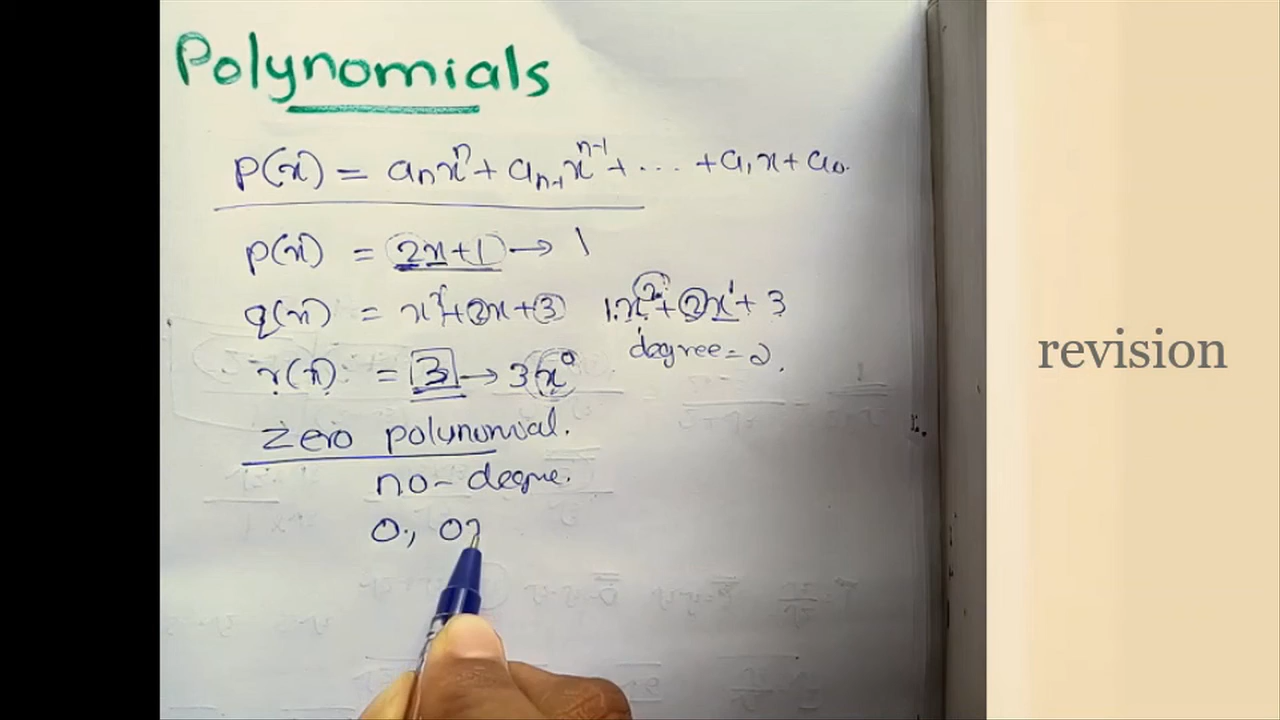 Polynomials
p(x) = aₙxⁿ + aₙ₋₁xⁿ⁻¹ + ... + a₁x + a₀.
p(x) = 2x+1 → 1
q(x) = x²+2x+3 1.x²+2x¹+3
degree = 2.
r(x) = 3 → 3x⁰
Zero polynomial.
no - degree.
0,
revision